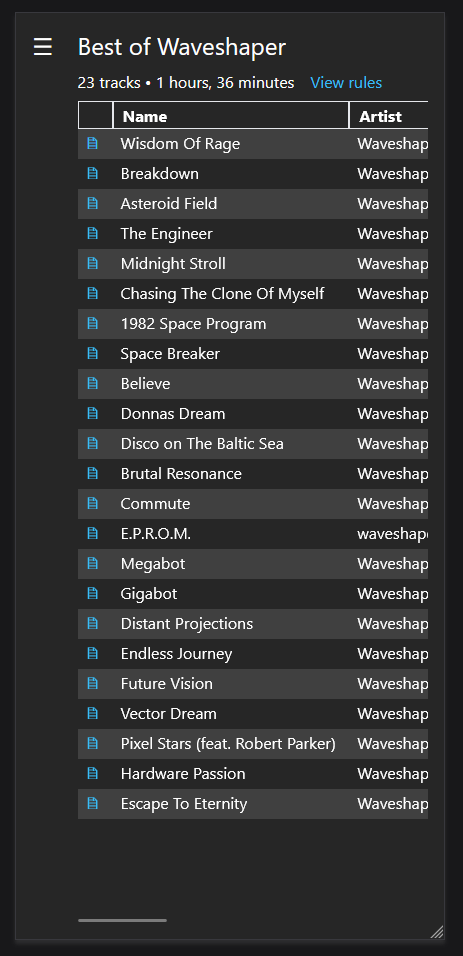 Best of Waveshaper
23 tracks • 1 hours, 36 minutes View rules
Name Artist
Wisdom Of Rage Waveshap
Breakdown Waveshap
Asteroid Field Waveshap
The Engineer Waveshap
Midnight Stroll Waveshap
Chasing The Clone Of Myself Waveshap
1982 Space Program Waveshap
Space Breaker Waveshap
Believe Waveshap
Donnas Dream Waveshap
Disco on The Baltic Sea Waveshap
Brutal Resonance Waveshap
Commute Waveshap
E.P.R.O.M. waveshape
Megabot Waveshap
Gigabot Waveshap
Distant Projections Waveshap
Endless Journey Waveshap
Future Vision Waveshap
Vector Dream Waveshap
Pixel Stars (feat. Robert Parker) Waveshap
Hardware Passion Waveshap
Escape To Eternity Waveshap